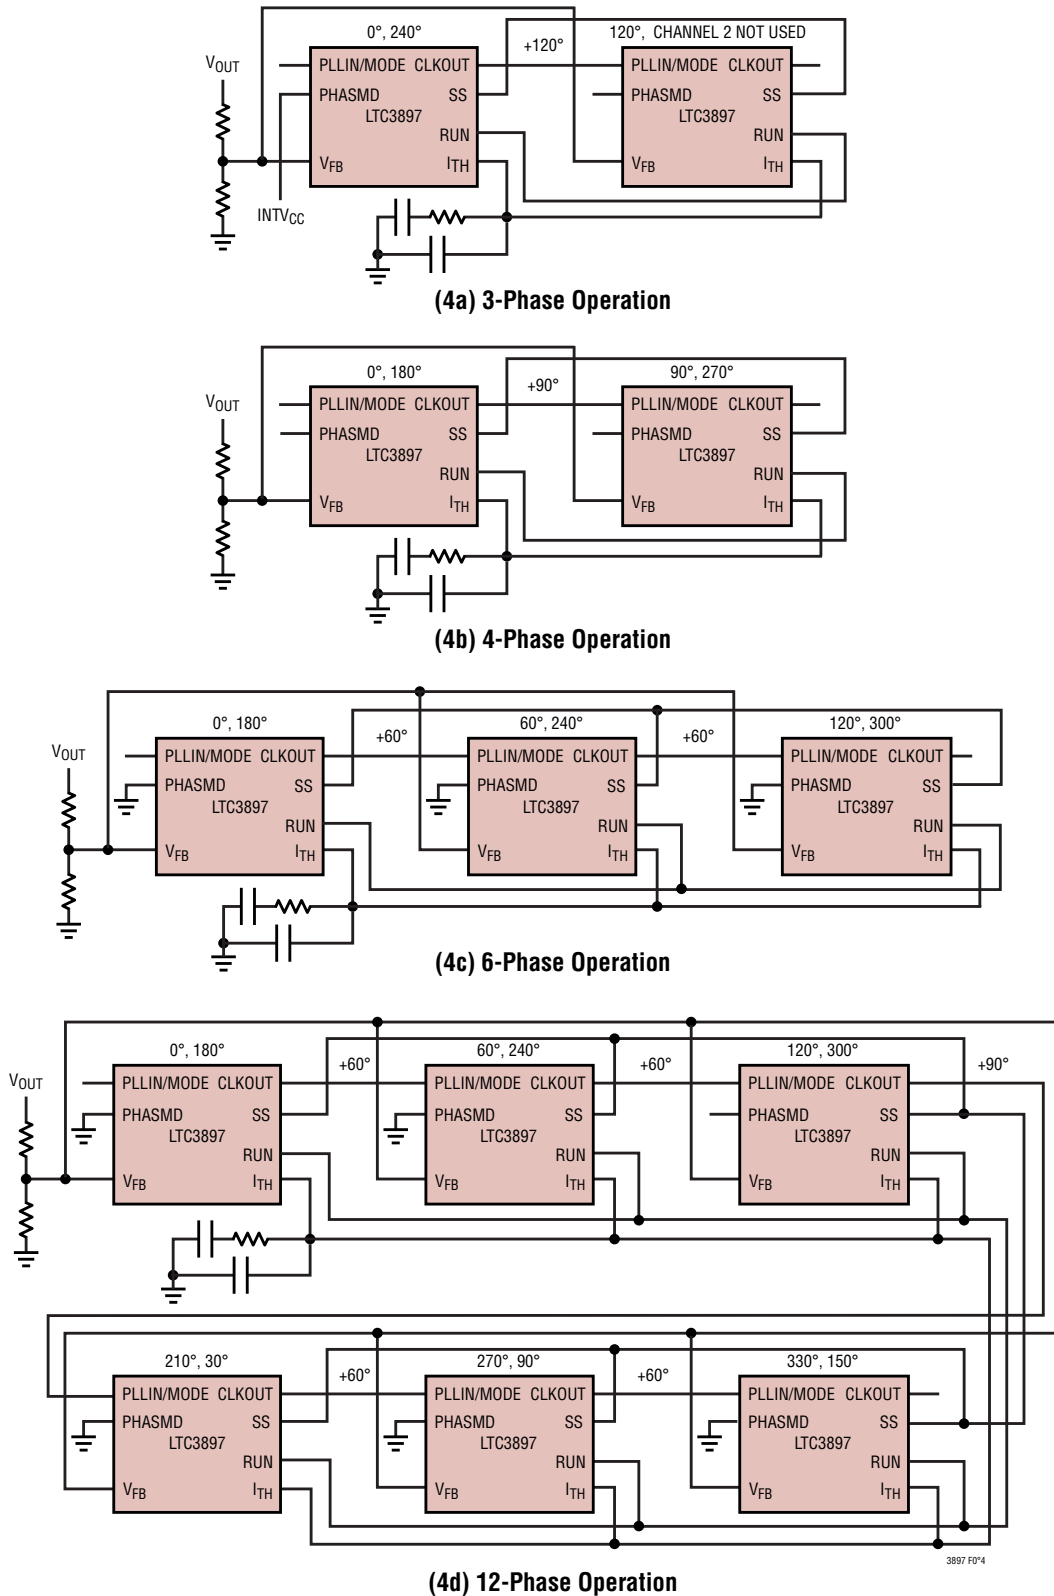 0°, 240°
120°, CHANNEL 2 NOT USED
+120°
VOUT
PLLIN/MODE CLKOUT
PHASMD SS
LTC3897
RUN
VFB ITH
INTVCC
PLLIN/MODE CLKOUT
PHASMD SS
LTC3897
RUN
VFB ITH
(4a) 3-Phase Operation
0°, 180°
90°, 270°
+90°
VOUT
PLLIN/MODE CLKOUT
PHASMD SS
LTC3897
RUN
VFB ITH
PLLIN/MODE CLKOUT
PHASMD SS
LTC3897
RUN
VFB ITH
(4b) 4-Phase Operation
0°, 180°
60°, 240°
120°, 300°
+60°
+60°
VOUT
PLLIN/MODE CLKOUT
PHASMD SS
LTC3897
RUN
VFB ITH
PLLIN/MODE CLKOUT
PHASMD SS
LTC3897
RUN
VFB ITH
PLLIN/MODE CLKOUT
PHASMD SS
LTC3897
RUN
VFB ITH
(4c) 6-Phase Operation
0°, 180°
60°, 240°
120°, 300°
+60°
+60°
+90°
VOUT
PLLIN/MODE CLKOUT
PHASMD SS
LTC3897
RUN
VFB ITH
PLLIN/MODE CLKOUT
PHASMD SS
LTC3897
RUN
VFB ITH
PLLIN/MODE CLKOUT
PHASMD SS
LTC3897
RUN
VFB ITH
210°, 30°
270°, 90°
330°, 150°
+60°
+60°
PLLIN/MODE CLKOUT
PHASMD SS
LTC3897
RUN
VFB ITH
PLLIN/MODE CLKOUT
PHASMD SS
LTC3897
RUN
VFB ITH
PLLIN/MODE CLKOUT
PHASMD SS
LTC3897
RUN
VFB ITH
3897 F0°4
(4d) 12-Phase Operation